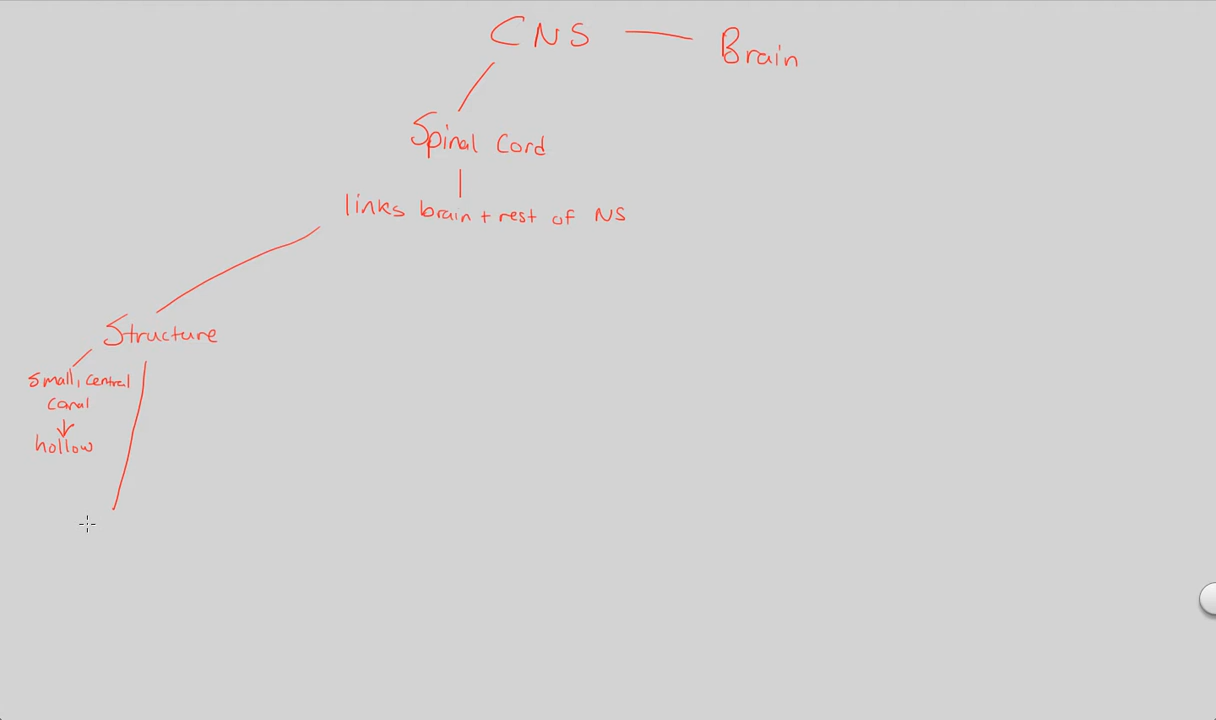 CNS Brain
Spinal Cord
links brain + rest of NS
Structure
small, central
canal
hollow